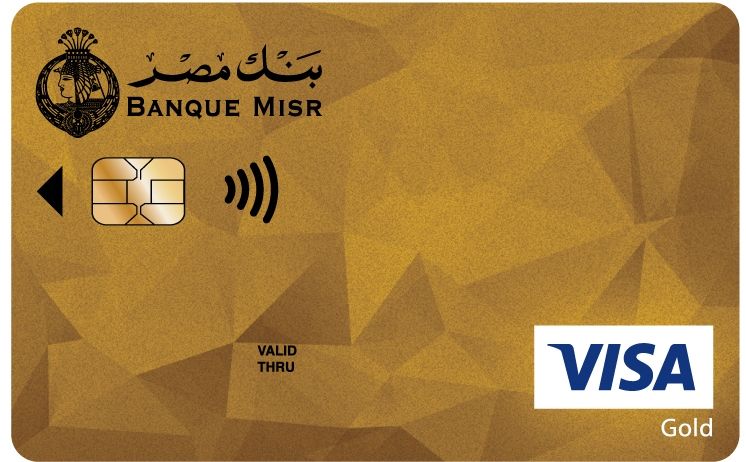 بنك مصر
BANQUE MISR
VALID
THRU
VISA
Gold